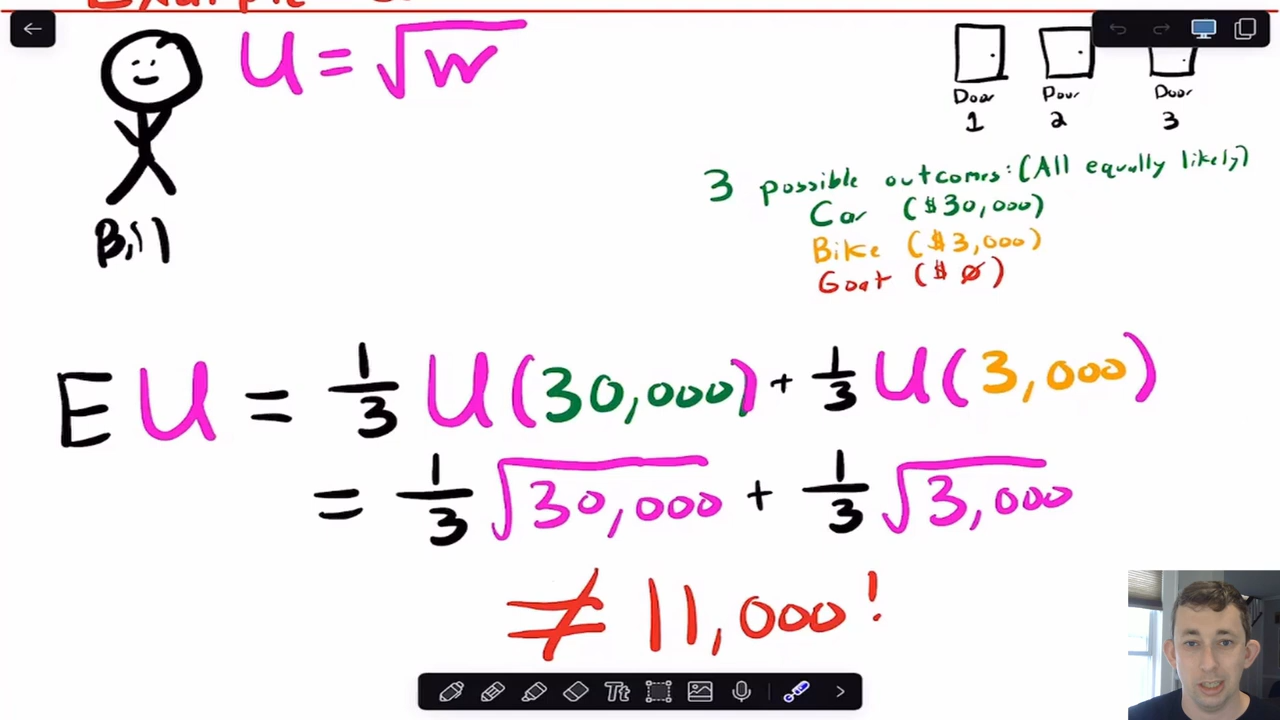 Example
U = √w
Bill
Door 1
Door 2
Door 3
3 possible outcomes: (All equally likely)
Car ($30,000)
Bike ($3,000)
Goat ($0)
EU = 1/3 U(30,000) + 1/3 U(3,000)
= 1/3 √30,000 + 1/3 √3,000
≠ 11,000!
Tt